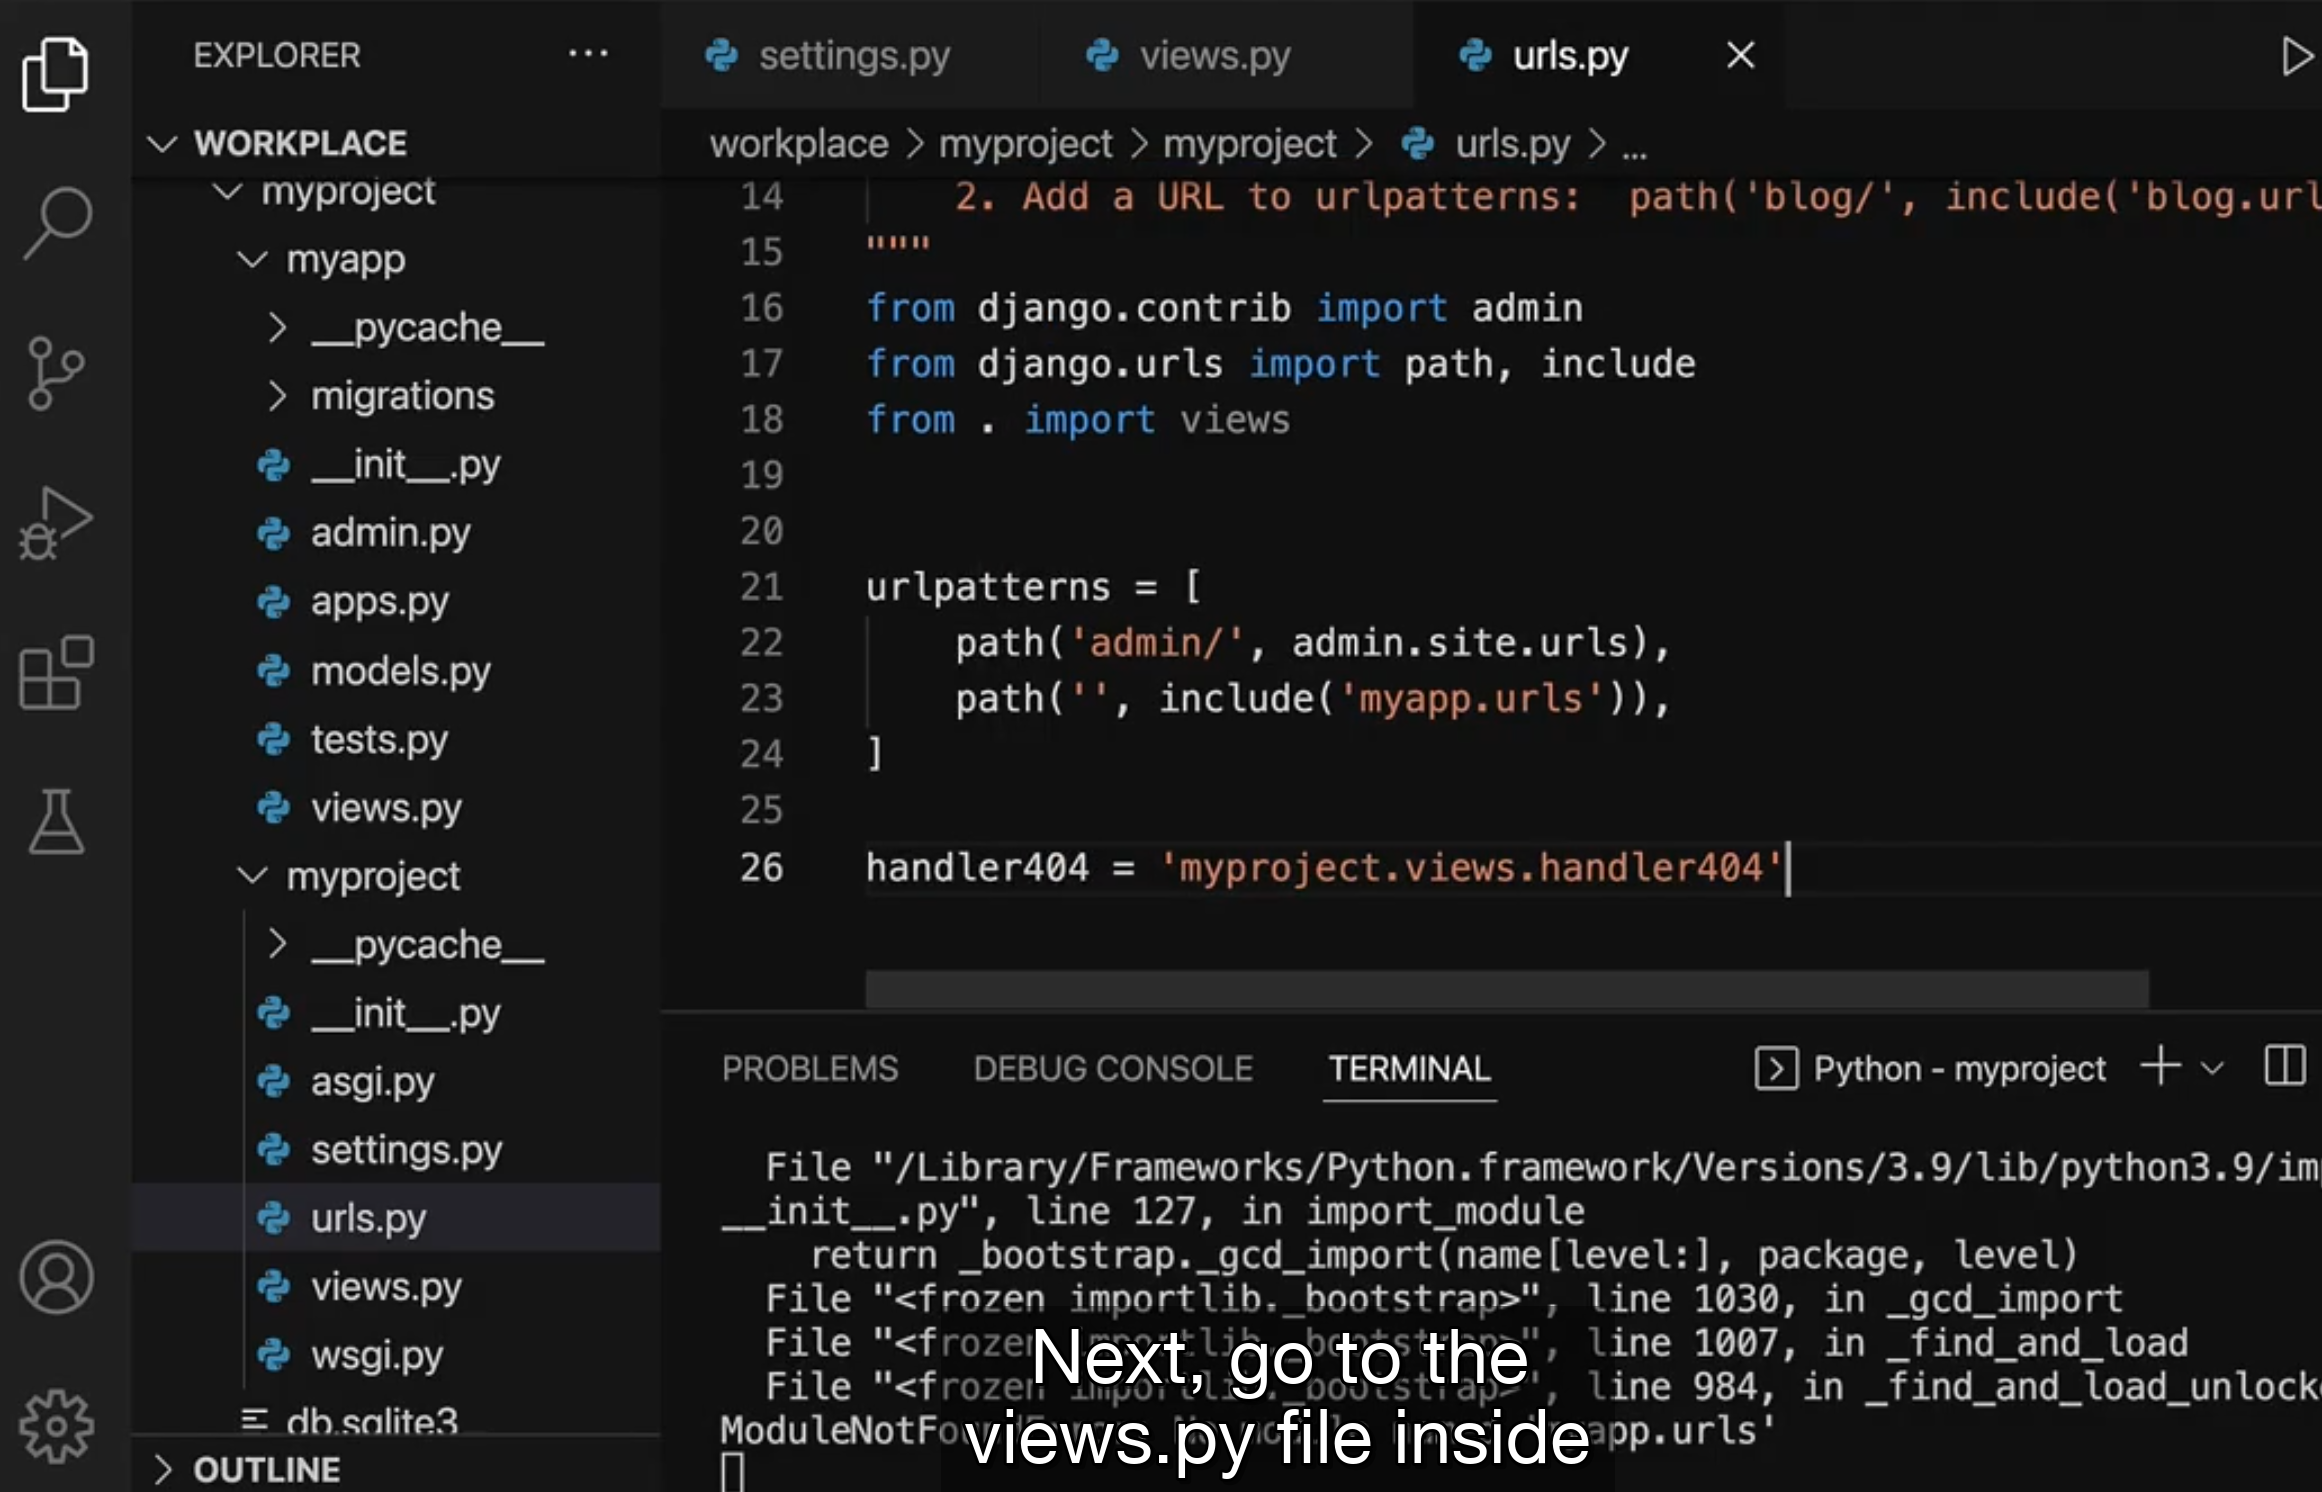 EXPLORER
WORKPLACE
myproject
myapp
__pycache__
migrations
__init__.py
admin.py
apps.py
models.py
tests.py
views.py
myproject
__pycache__
__init__.py
asgi.py
settings.py
urls.py
views.py
wsgi.py
db.sqlite3
OUTLINE
settings.py views.py urls.py
workplace > myproject > myproject > urls.py > ...
14 2. Add a URL to urlpatterns: path('blog/', include('blog.url
15 """
16 from django.contrib import admin
17 from django.urls import path, include
18 from . import views
19
20
21 urlpatterns = [
22 path('admin/', admin.site.urls),
23 path('', include('myapp.urls')),
24 ]
25
26 handler404 = 'myproject.views.handler404'
PROBLEMS DEBUG CONSOLE TERMINAL Python - myproject
File "/Library/Frameworks/Python.framework/Versions/3.9/lib/python3.9/im
__init__.py", line 127, in import_module
return _bootstrap._gcd_import(name[level:], package, level)
File "<frozen importlib._bootstrap>", line 1030, in _gcd_import
File "<frozen importlib._bootstrap>", line 1007, in _find_and_load
File "<frozen importlib._bootstrap>", line 984, in _find_and_load_unlock
app.urls'
Next, go to the
views.py file inside